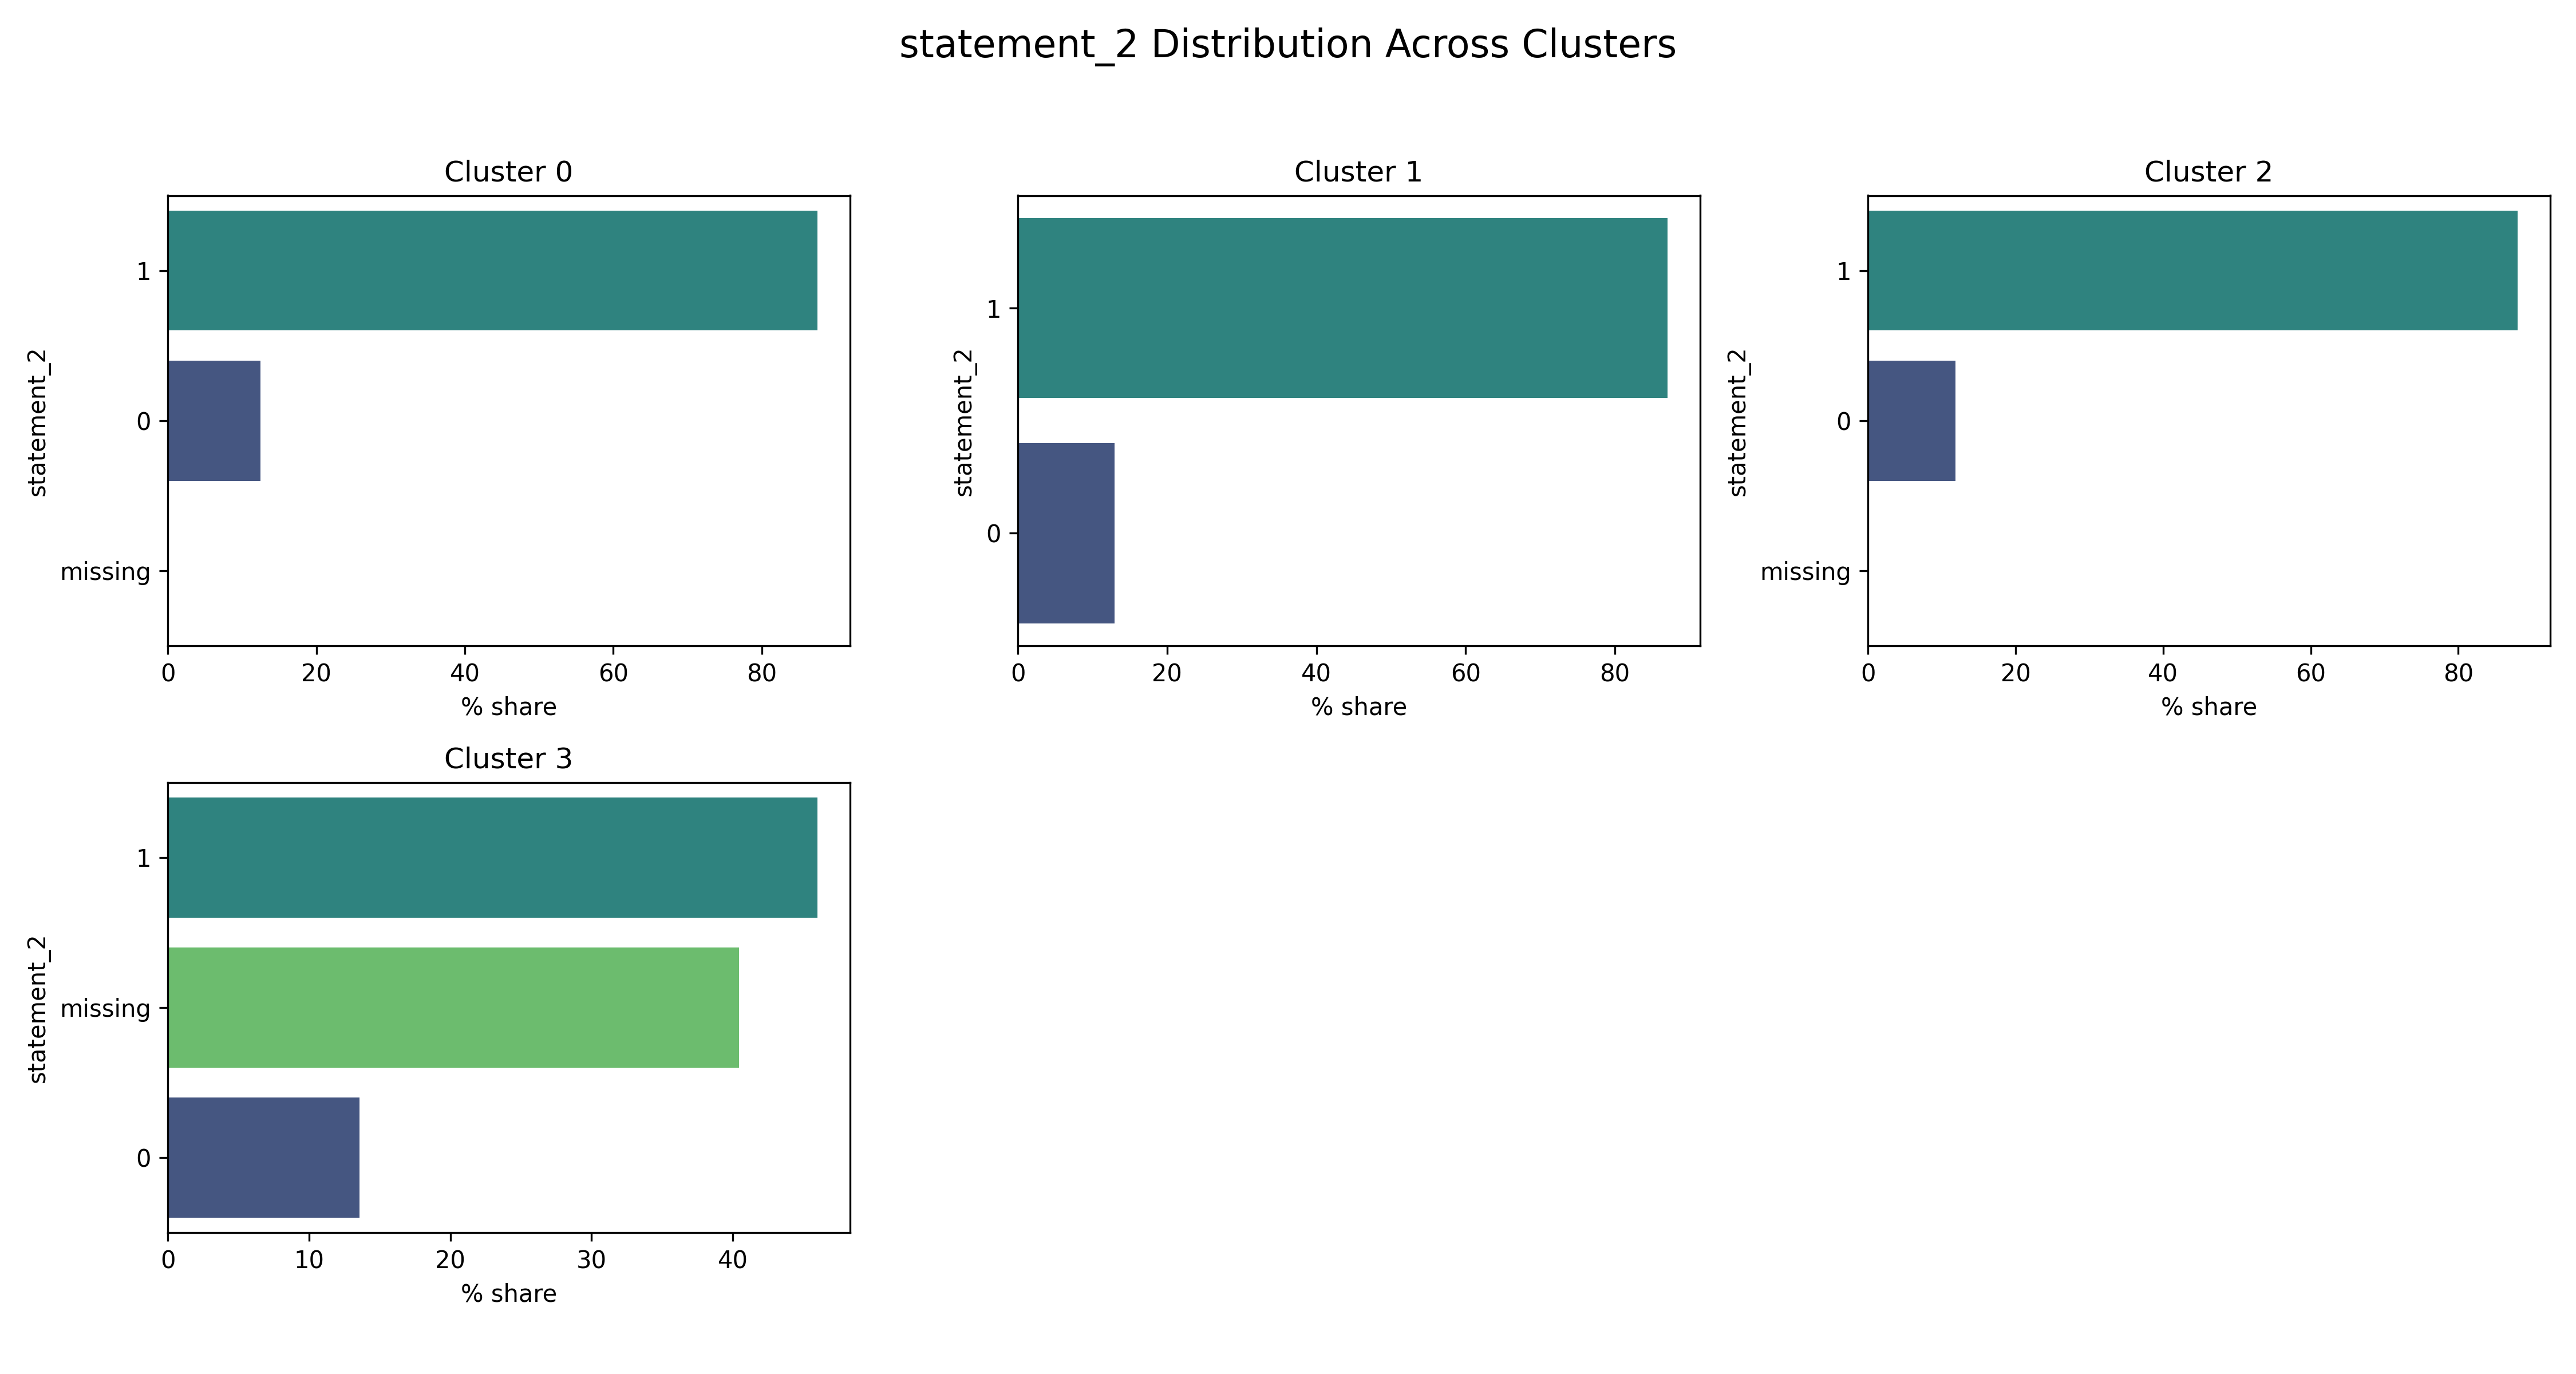 statement_2 Distribution Across Clusters
Cluster 0
statement_2
1
0
missing
0 20 40 60 80
% share
Cluster 1
statement_2
1
0
0 20 40 60 80
% share
Cluster 2
statement_2
1
0
missing
0 20 40 60 80
% share
Cluster 3
statement_2
1
missing
0
0 10 20 30 40
% share